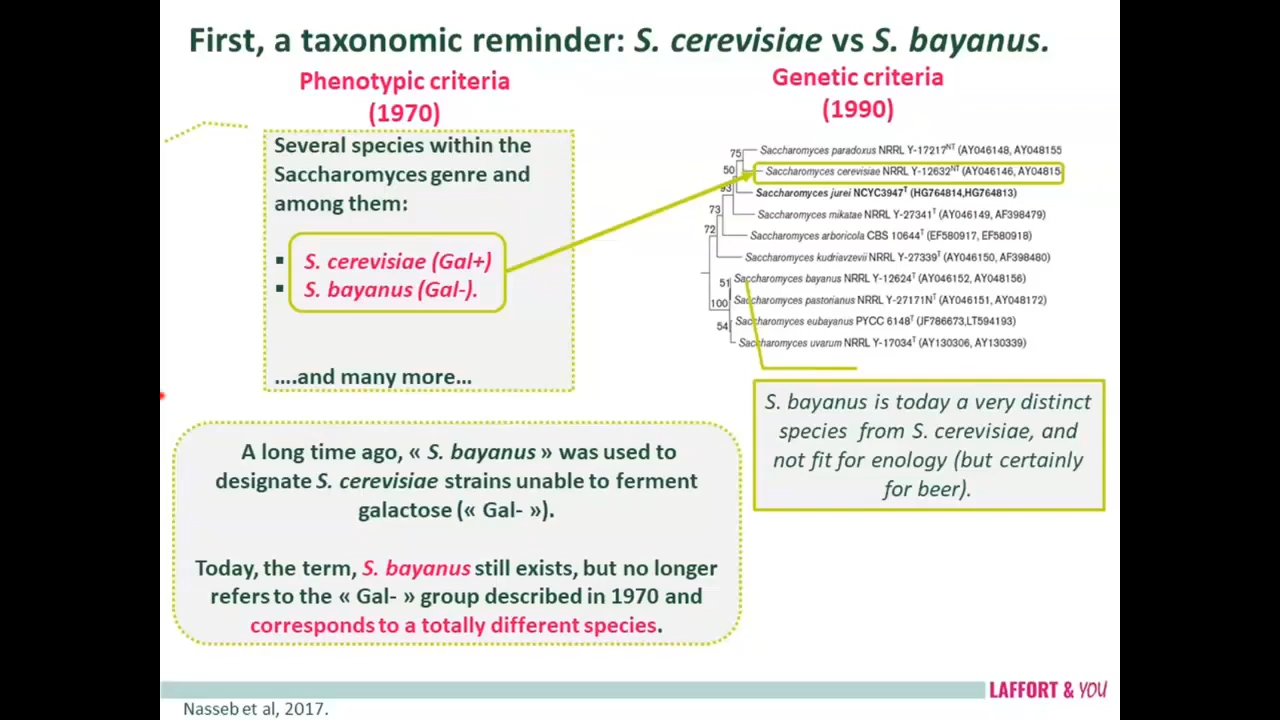 First, a taxonomic reminder: S. cerevisiae vs S. bayanus.
Phenotypic criteria
(1970)
Several species within the
Saccharomyces genre and
among them:
▪ S. cerevisiae (Gal+)
▪ S. bayanus (Gal-).
....and many more...
Genetic criteria
(1990)
Saccharomyces paradoxus NRRL Y-17217NT (AY046148, AY048155
Saccharomyces cerevisiae NRRL Y-12632NT (AY046146, AY04815
Saccharomyces jurei NCYC3947T (HG764814,HG764813)
Saccharomyces mikatae NRRL Y-27341T (AY046149, AF398479)
Saccharomyces arboricola CBS 10644T (EF580917, EF580918)
Saccharomyces kudriavzevii NRRL Y-27339T (AY046150, AF398480)
Saccharomyces bayanus NRRL Y-12624T (AY046152, AY048156)
Saccharomyces pastorianus NRRL Y-27171NT (AY046151, AY048172)
Saccharomyces eubayanus PYCC 6148T (JF786673,LT594193)
Saccharomyces uvarum NRRL Y-17034T (AY130306, AY130339)
75
50
93
73
72
51
100
54
S. bayanus is today a very distinct
species from S. cerevisiae, and
not fit for enology (but certainly
for beer).
A long time ago, « S. bayanus » was used to
designate S. cerevisiae strains unable to ferment
galactose (« Gal- »).
Today, the term, S. bayanus still exists, but no longer
refers to the « Gal- » group described in 1970 and
corresponds to a totally different species.
LAFFORT & YOU
Nasseb et al, 2017.